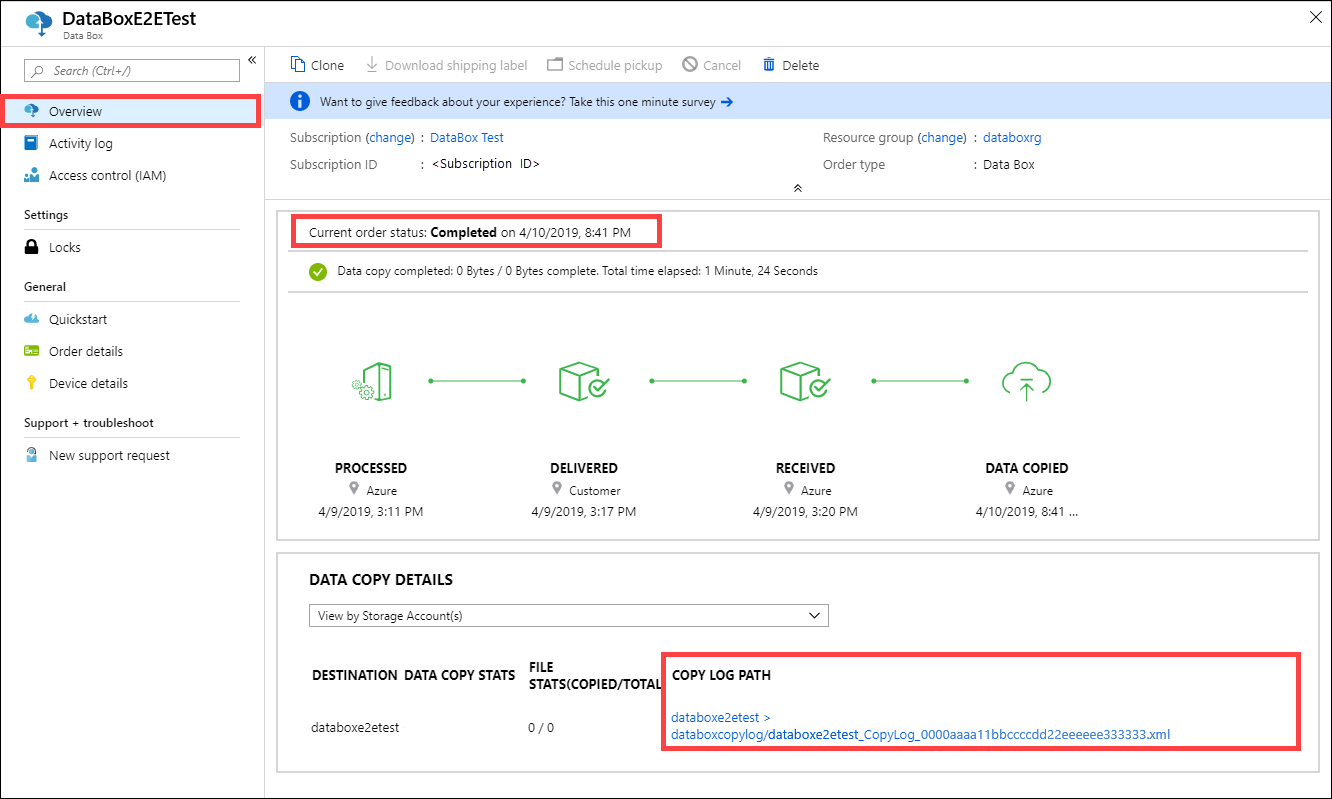 DataBoxE2ETest
Data Box
Search (Ctrl+/)
Overview
Activity log
Access control (IAM)
Settings
Locks
General
Quickstart
Order details
Device details
Support + troubleshoot
New support request
Clone Download shipping label Schedule pickup Cancel Delete
Want to give feedback about your experience? Take this one minute survey →
Subscription (change) : DataBox Test Resource group (change) : databoxrg
Subscription ID : <Subscription ID> Order type : Data Box
Current order status: Completed on 4/10/2019, 8:41 PM
Data copy completed: 0 Bytes / 0 Bytes complete. Total time elapsed: 1 Minute, 24 Seconds
PROCESSED DELIVERED RECEIVED DATA COPIED
Azure Customer Azure Azure
4/9/2019, 3:11 PM 4/9/2019, 3:17 PM 4/9/2019, 3:20 PM 4/10/2019, 8:41 ...
DATA COPY DETAILS
View by Storage Account(s)
DESTINATION DATA COPY STATS FILE STATS(COPIED/TOTAL COPY LOG PATH
databoxe2etest 0 / 0 databoxe2etest >
databoxcopylog/databoxe2etest_CopyLog_0000aaaa11bbccccdd22eeeeee333333.xml